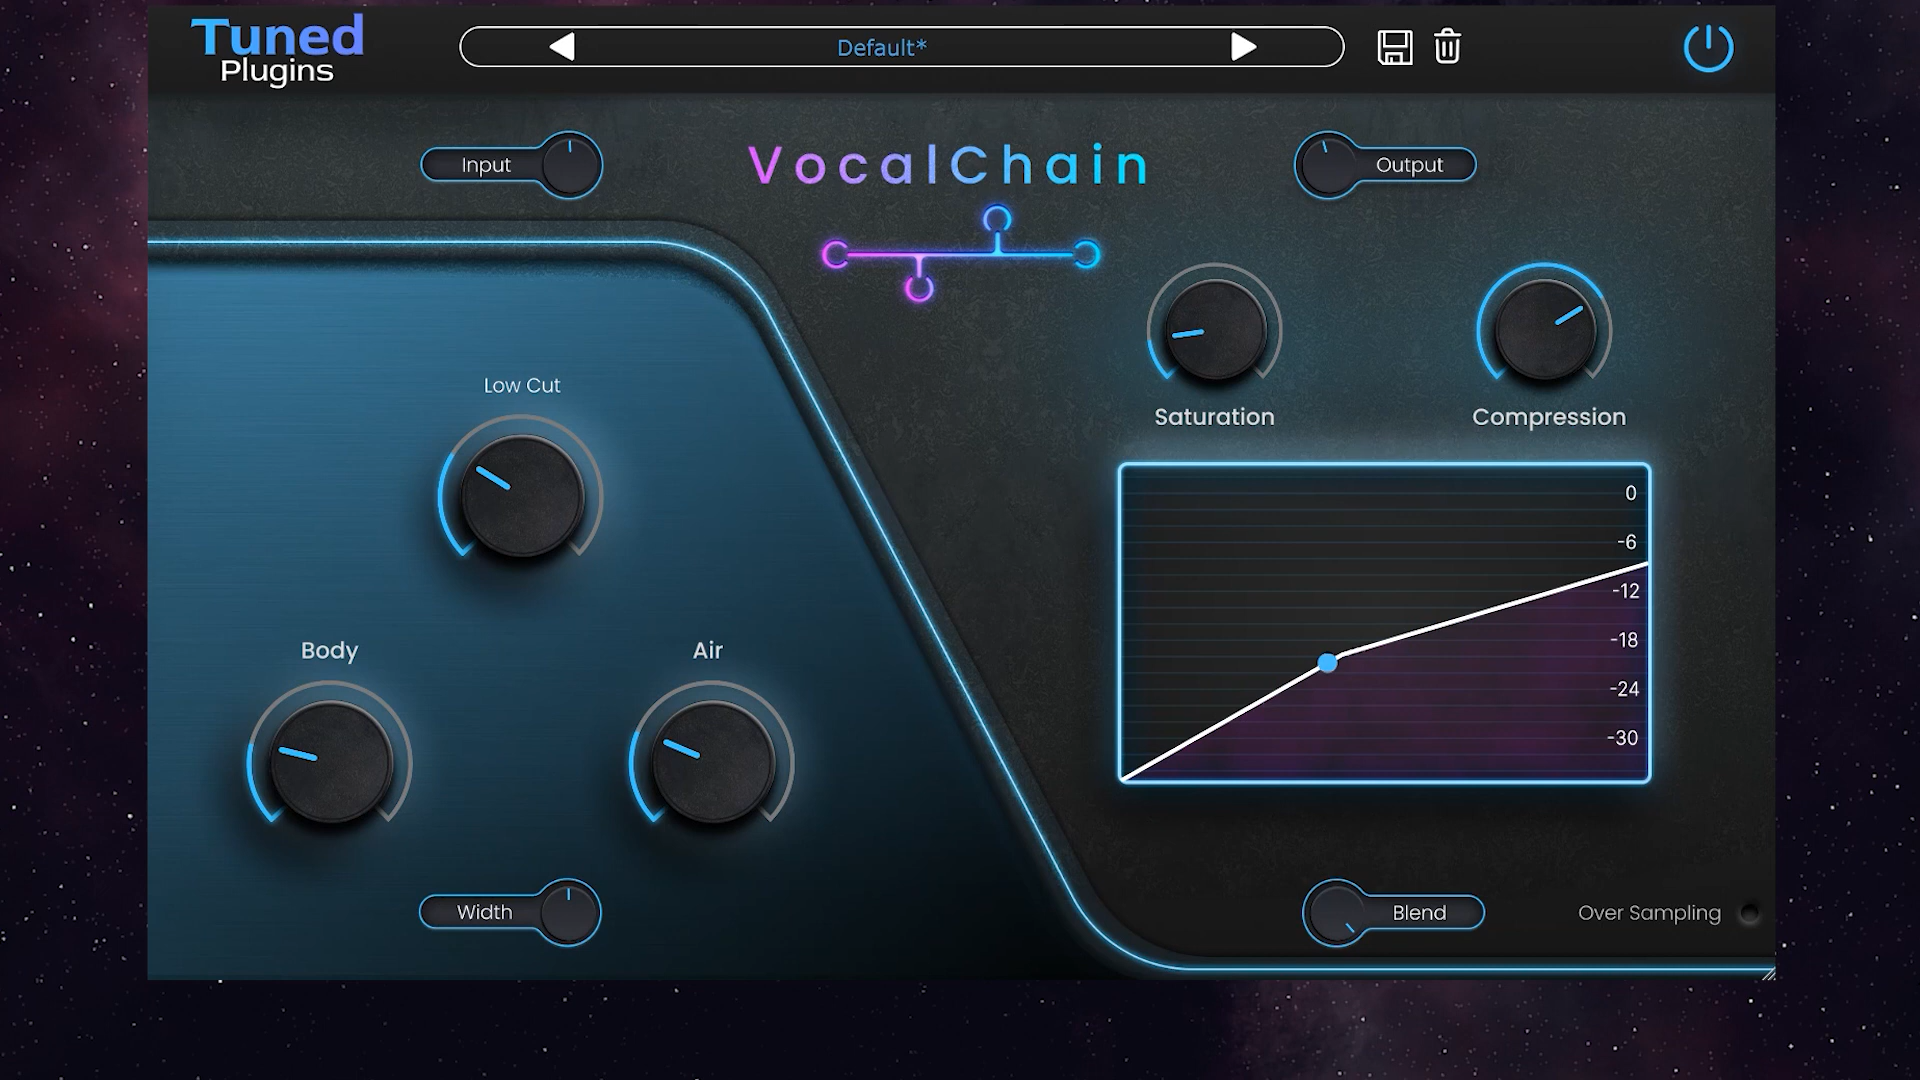 Tuned
Plugins
Default*
Input
VocalChain
Output
Low Cut
Saturation
Compression
0
-6
-12
-18
-24
-30
Body
Air
Width
Blend
Over Sampling